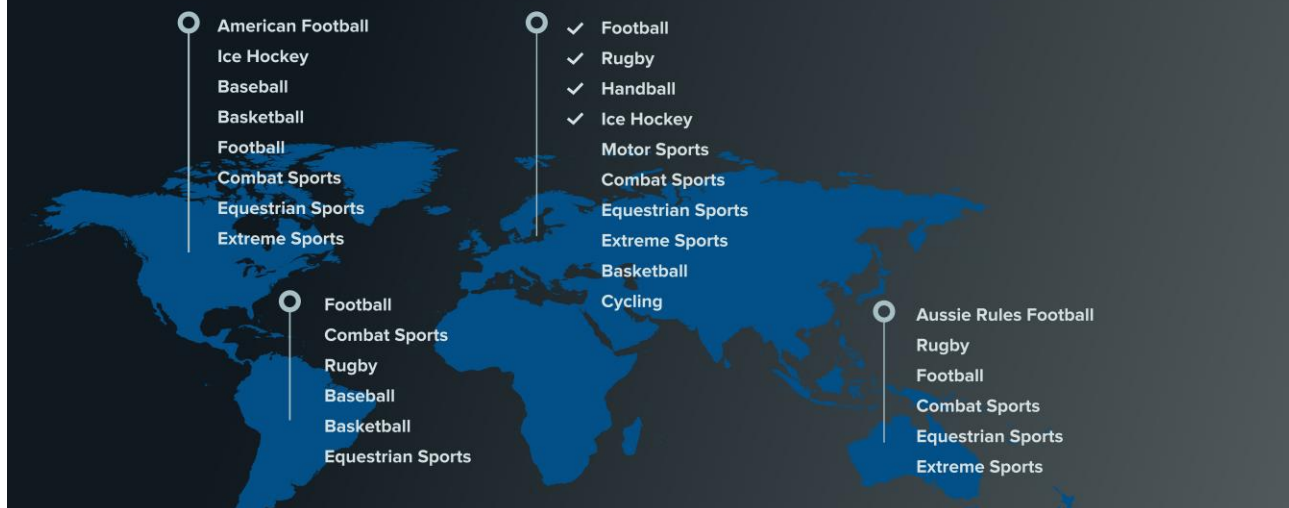 American Football
Ice Hockey
Baseball
Basketball
Football
Combat Sports
Equestrian Sports
Extreme Sports
Football
Rugby
Handball
Ice Hockey
Motor Sports
Combat Sports
Equestrian Sports
Extreme Sports
Basketball
Cycling
Football
Combat Sports
Rugby
Baseball
Basketball
Equestrian Sports
Aussie Rules Football
Rugby
Football
Combat Sports
Equestrian Sports
Extreme Sports